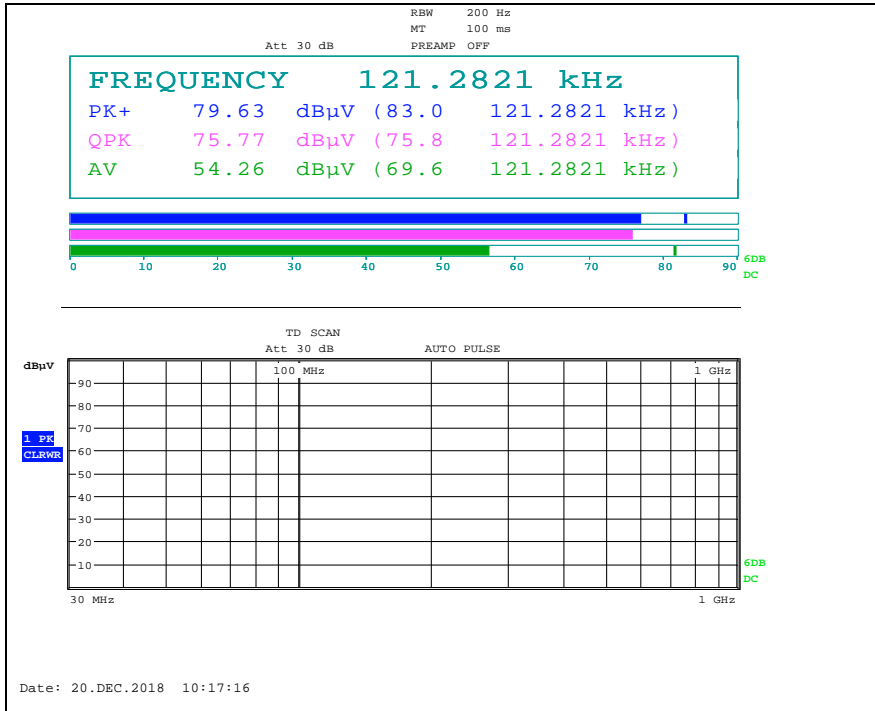 RBW 200 Hz
MT 100 ms
Att 30 dB PREAMP OFF
FREQUENCY 121.2821 kHz
PK+ 79.63 dBµV (83.0 121.2821 kHz)
QPK 75.77 dBµV (75.8 121.2821 kHz)
AV 54.26 dBµV (69.6 121.2821 kHz)
0 10 20 30 40 50 60 70 80 90
6DB
DC
TD SCAN
Att 30 dB AUTO PULSE
dBµV
100 MHz 1 GHz
90
80
70
1 PK
CLRWR
60
50
40
30
20
10
6DB
DC
30 MHz 1 GHz
Date: 20.DEC.2018 10:17:16